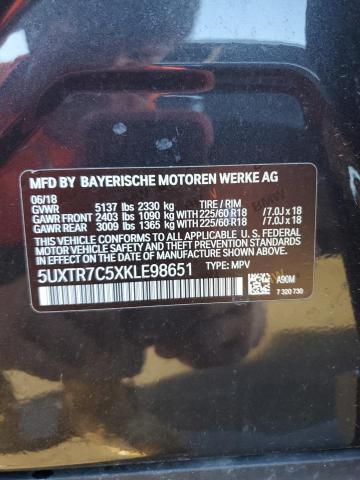 MFD BY BAYERISCHE MOTOREN WERKE AG
06/18
GVWR 5137 lbs 2330 kg TIRE / RIM
GAWR FRONT 2403 lbs 1090 kg WITH 225/60 R18 /7.0J x 18
GAWR REAR 3009 lbs 1365 kg WITH 225/60 R18 /7.0J x 18
THIS VEHICLE CONFORMS TO ALL APPLICABLE U. S. FEDERAL
MOTOR VEHICLE SAFETY, BUMPER AND THEFT PREVENTION
STANDARDS IN EFFECT ON THE DATE OF MANUFACTURE
SHOWN ABOVE.
5UXTR7C5XKLE98651 TYPE: MPV A90M
7 320 730